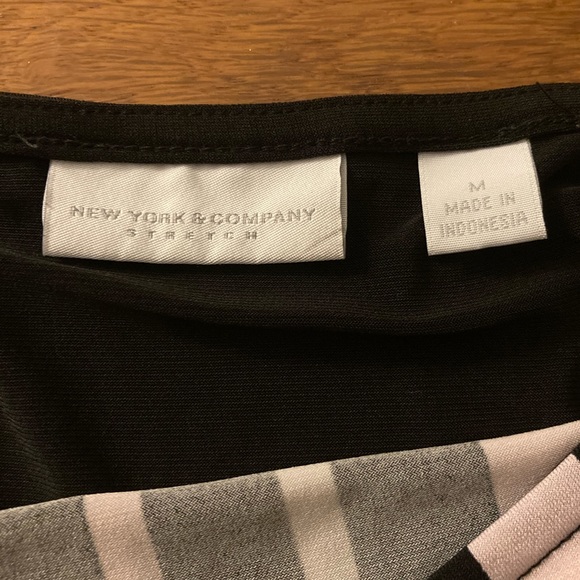 NEW YORK & COMPANY
STRETCH
M
MADE IN
INDONESIA